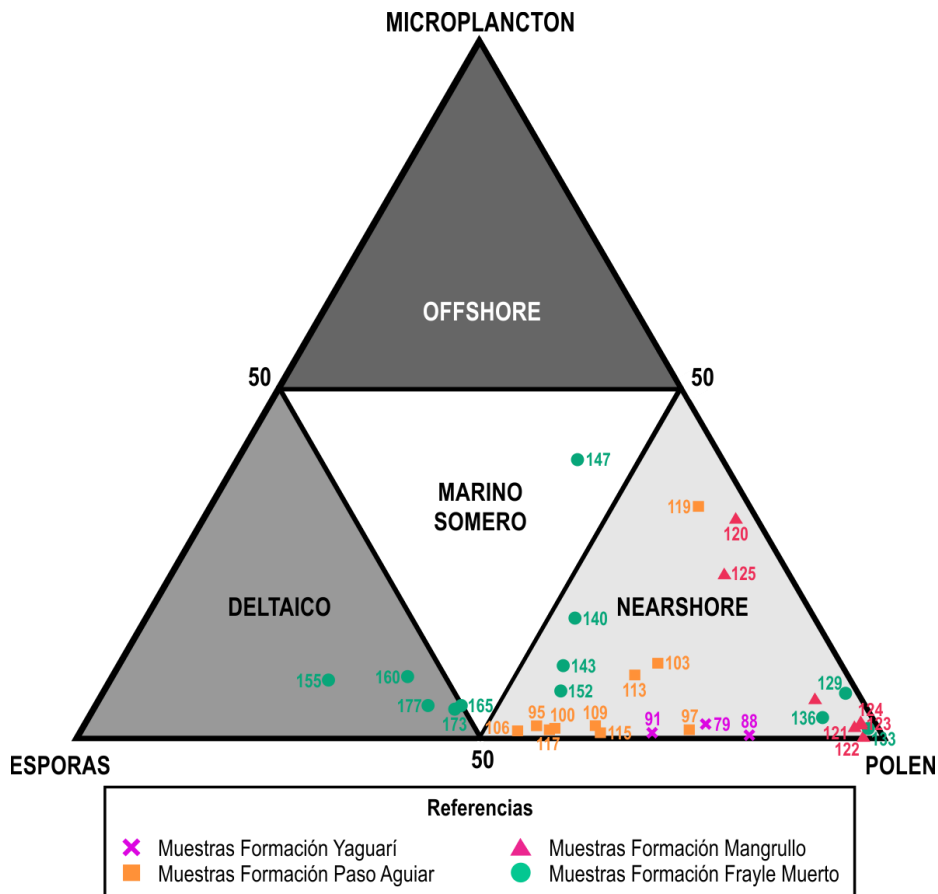 MICROPLANCTON
OFFSHORE
50
50
147
MARINO
SOMERO
119
120
125
DELTAICO
NEARSHORE
140
143
103
155
160
113
129
152
177
165
136
124
173
95
100
109
91
97
79
88
123
106
117
115
121
133
122
ESPORAS
50
POLEN
Referencias
Muestras Formación Yaguarí
Muestras Formación Mangrullo
Muestras Formación Paso Aguiar
Muestras Formación Frayle Muerto